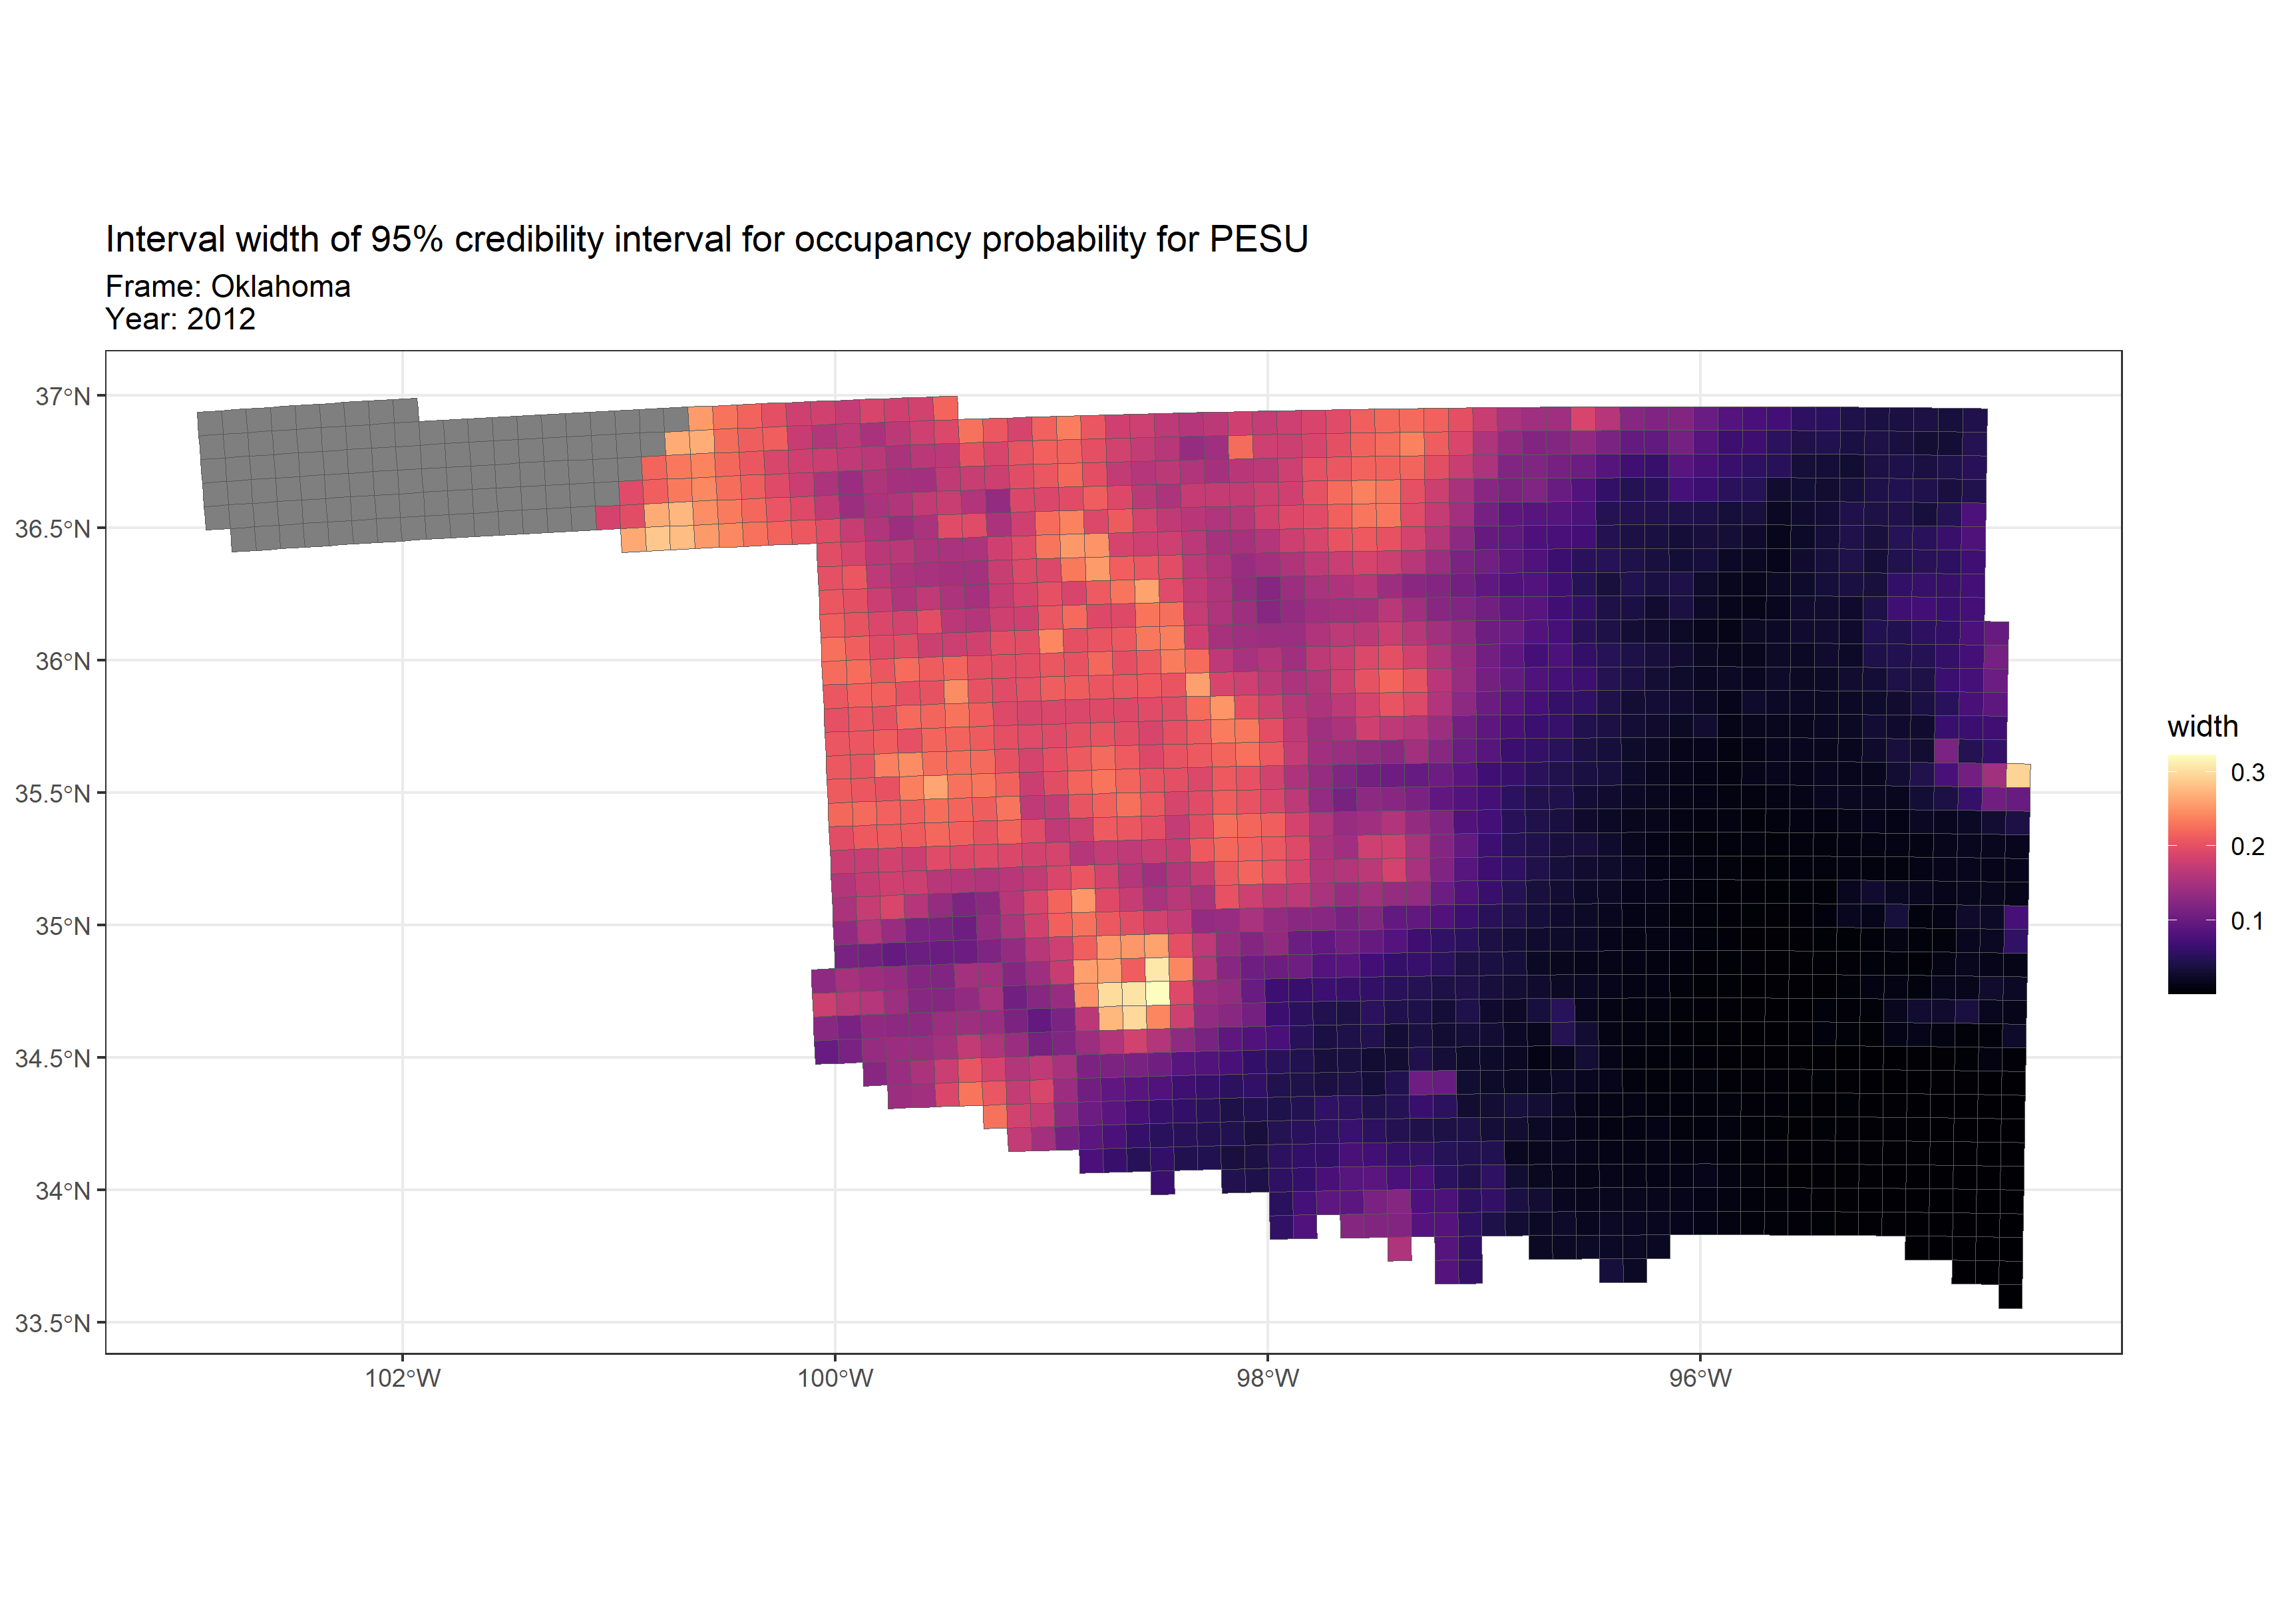 Interval width of 95% credibility interval for occupancy probability for PESU
Frame: Oklahoma
Year: 2012
37°N
36.5°N
36°N
35.5°N
35°N
34.5°N
34°N
33.5°N
102°W
100°W
98°W
96°W
width
0.3
0.2
0.1